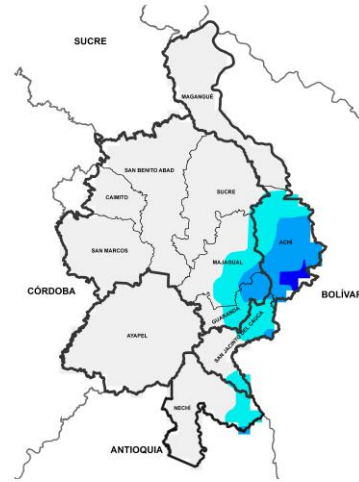 SUCRE
MAGANGUÉ
SAN BENITO ABAD
SUCRE
CAIMITO
ACHÍ
SAN MARCOS
MAJAGUAL
CÓRDOBA
BOLÍVAR
GUARANDA
AYAPEL
SAN JACINTO DEL CAUCA
NECHÍ
ANTIOQUIA